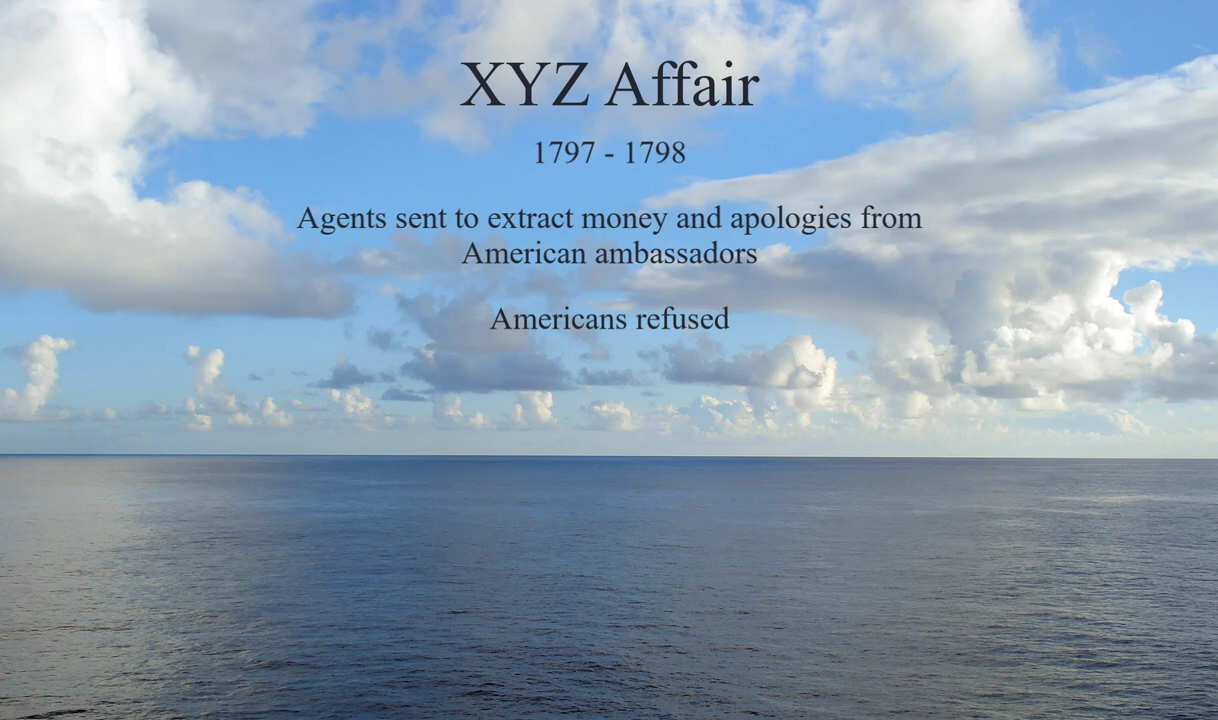 XYZ Affair
1797 - 1798
Agents sent to extract money and apologies from
American ambassadors
Americans refused